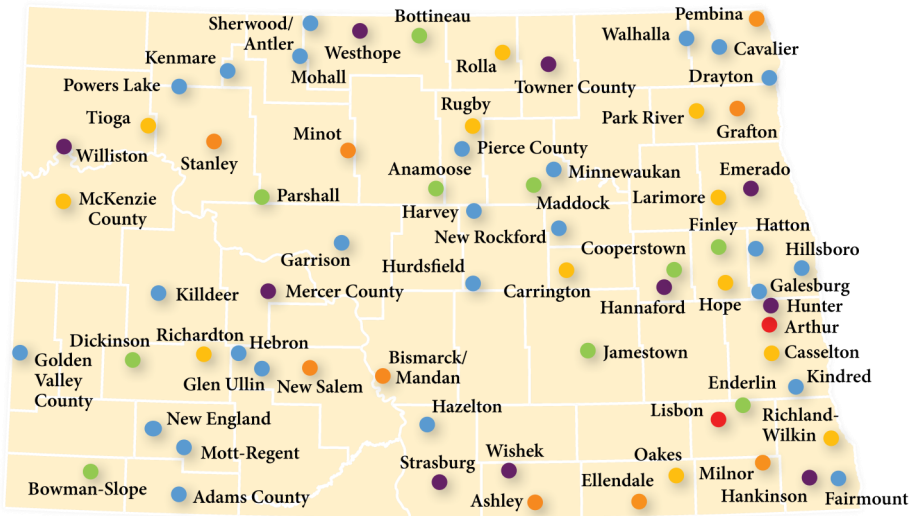 Sherwood/
Antler
Bottineau
Westhope
Pembina
Walhalla
Cavalier
Kenmare
Mohall
Rolla
Towner County
Drayton
Powers Lake
Tioga
Minot
Rugby
Park River
Grafton
Williston
Stanley
Pierce County
Anamoose
Minnewaukan
Emerado
McKenzie
County
Parshall
Maddock
Larimore
Harvey
New Rockford
Finley
Hatton
Garrison
Hurdsfield
Cooperstown
Hillsboro
Killdeer
Mercer County
Carrington
Hannaford
Hope
Galesburg
Hunter
Arthur
Dickinson
Richardton
Hebron
Golden
Valley
County
Glen Ullin
New Salem
Bismarck/
Mandan
Jamestown
Casselton
Enderlin
Kindred
New England
Hazelton
Lisbon
Richland-
Wilkin
Mott-Regent
Strasburg
Wishek
Oakes
Milnor
Bowman-Slope
Adams County
Ashley
Ellendale
Hankinson
Fairmount